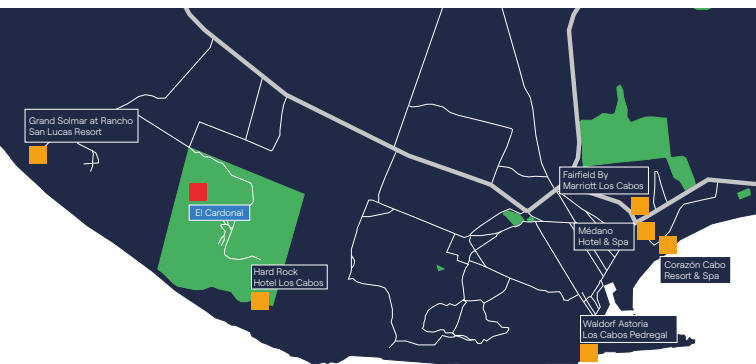 Grand Solmar at Rancho
San Lucas Resort
El Cardonal
Hard Rock
Hotel Los Cabos
Fairfield By
Marriott Los Cabos
Médano
Hotel & Spa
Corazón Cabo
Resort & Spa
Waldorf Astoria
Los Cabos Pedregal